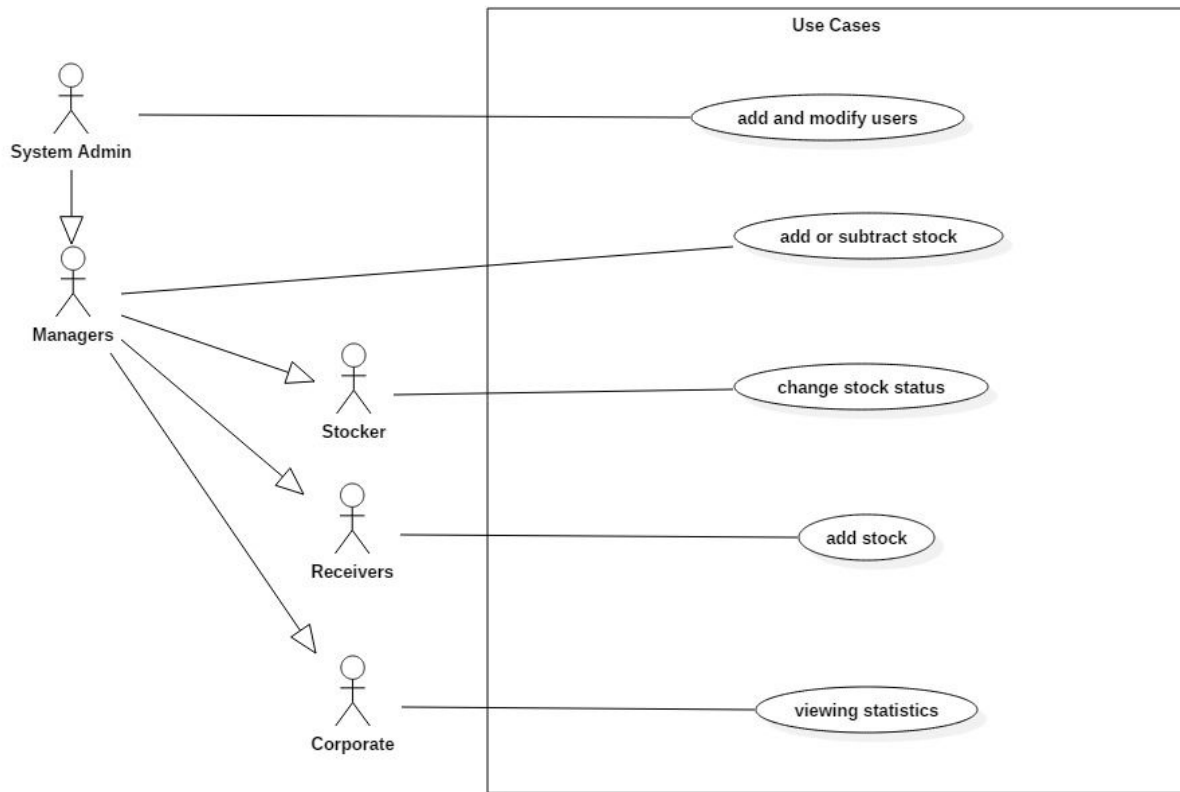 Use Cases
System Admin
add and modify users
Managers
add or subtract stock
Stocker
change stock status
Receivers
add stock
Corporate
viewing statistics